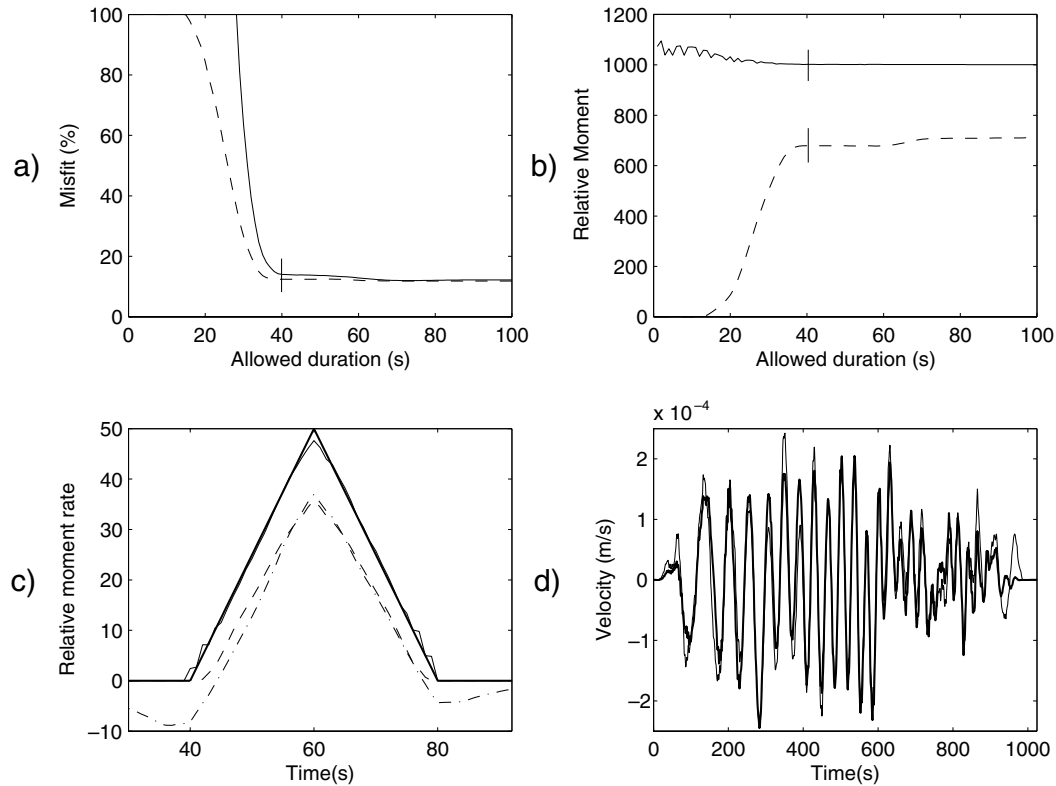 a)
Misfit (%)
100
80
60
40
20
0
0 20 40 60 80 100
Allowed duration (s)
b)
Relative Moment
1200
1000
800
600
400
200
0
0 20 40 60 80 100
Allowed duration (s)
c)
Relative moment rate
50
40
30
20
10
0
−10
40 60 80
Time(s)
d)
Velocity (m/s)
x 10−4
2
1
0
−1
−2
0 200 400 600 800 1000
Time(s)